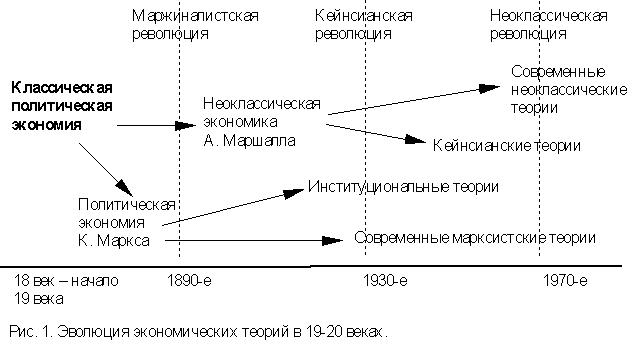 Маржиналистская
революция
Кейнсианская
революция
Неоклассическая
революция
Классическая
политическая
экономия
Неоклассическая
экономика
А. Маршалла
Современные
неоклассические
теории
Кейнсианские теории
Политическая
экономия
К. Маркса
Институциональные теории
Современные марксистские теории
18 век – начало
19 века
1890-е
1930-е
1970-е
Рис. 1. Эволюция экономических теорий в 19-20 веках.